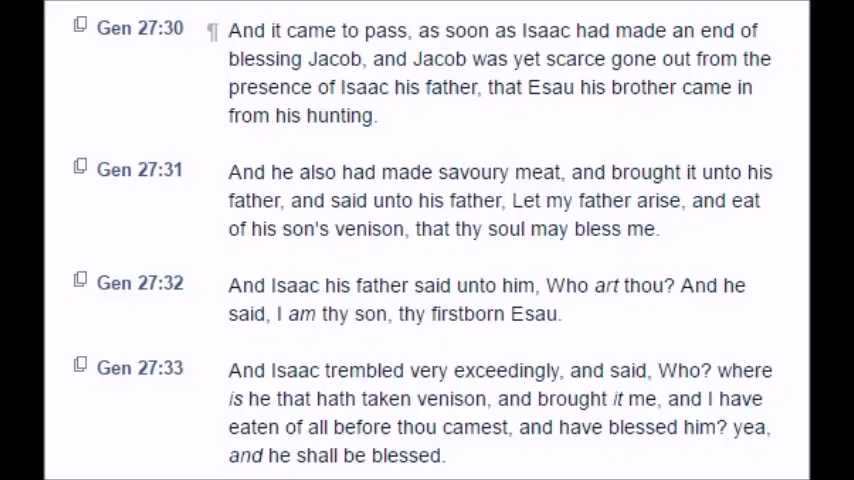 Gen 27:30 ¶ And it came to pass, as soon as Isaac had made an end of
blessing Jacob, and Jacob was yet scarce gone out from the
presence of Isaac his father, that Esau his brother came in
from his hunting.
Gen 27:31 And he also had made savoury meat, and brought it unto his
father, and said unto his father, Let my father arise, and eat
of his son's venison, that thy soul may bless me.
Gen 27:32 And Isaac his father said unto him, Who art thou? And he
said, I am thy son, thy firstborn Esau.
Gen 27:33 And Isaac trembled very exceedingly, and said, Who? where
is he that hath taken venison, and brought it me, and I have
eaten of all before thou camest, and have blessed him? yea,
and he shall be blessed.